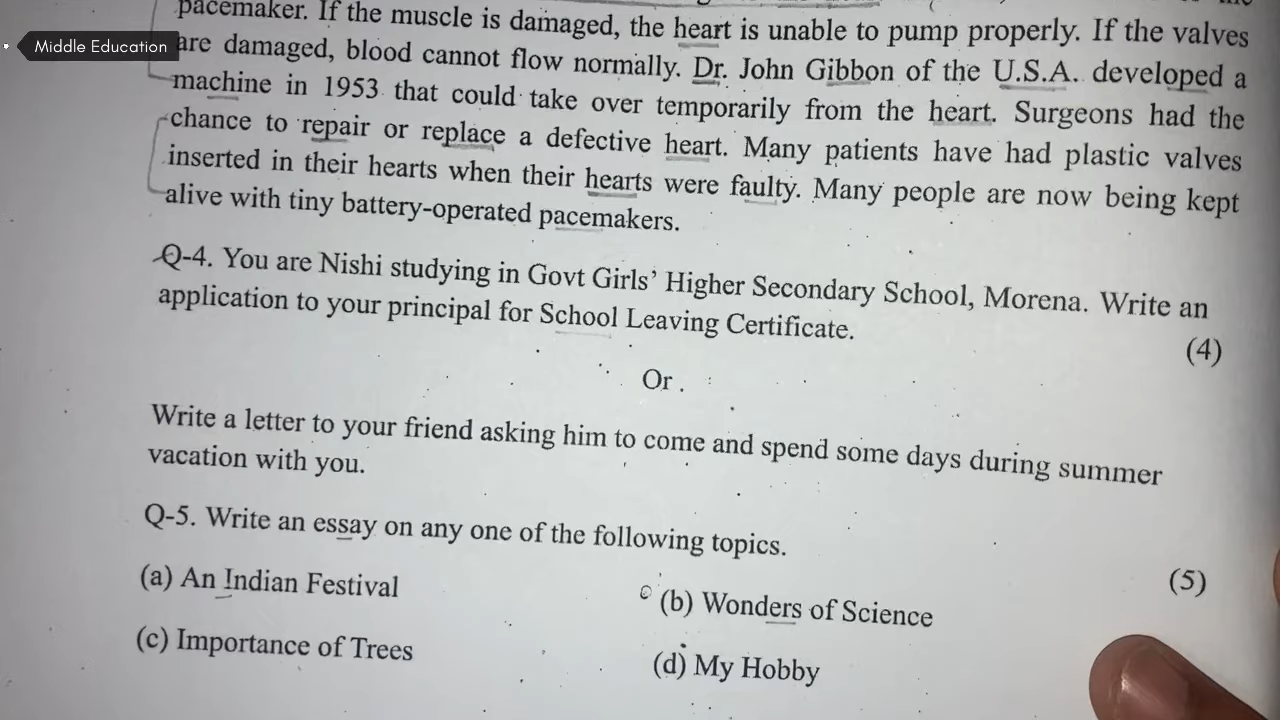 pacemaker. If the muscle is damaged, the heart is unable to pump properly. If the valves
Middle Education
are damaged, blood cannot flow normally. Dr. John Gibbon of the U.S.A. developed a
machine in 1953 that could take over temporarily from the heart. Surgeons had the
chance to repair or replace a defective heart. Many patients have had plastic valves
inserted in their hearts when their hearts were faulty. Many people are now being kept
alive with tiny battery-operated pacemakers.
Q-4. You are Nishi studying in Govt Girls' Higher Secondary School, Morena. Write an
application to your principal for School Leaving Certificate.
(4)
Or .
Write a letter to your friend asking him to come and spend some days during summer
vacation with you.
Q-5. Write an essay on any one of the following topics.
(5)
(a) An Indian Festival
(b) Wonders of Science
(c) Importance of Trees
(d) My Hobby